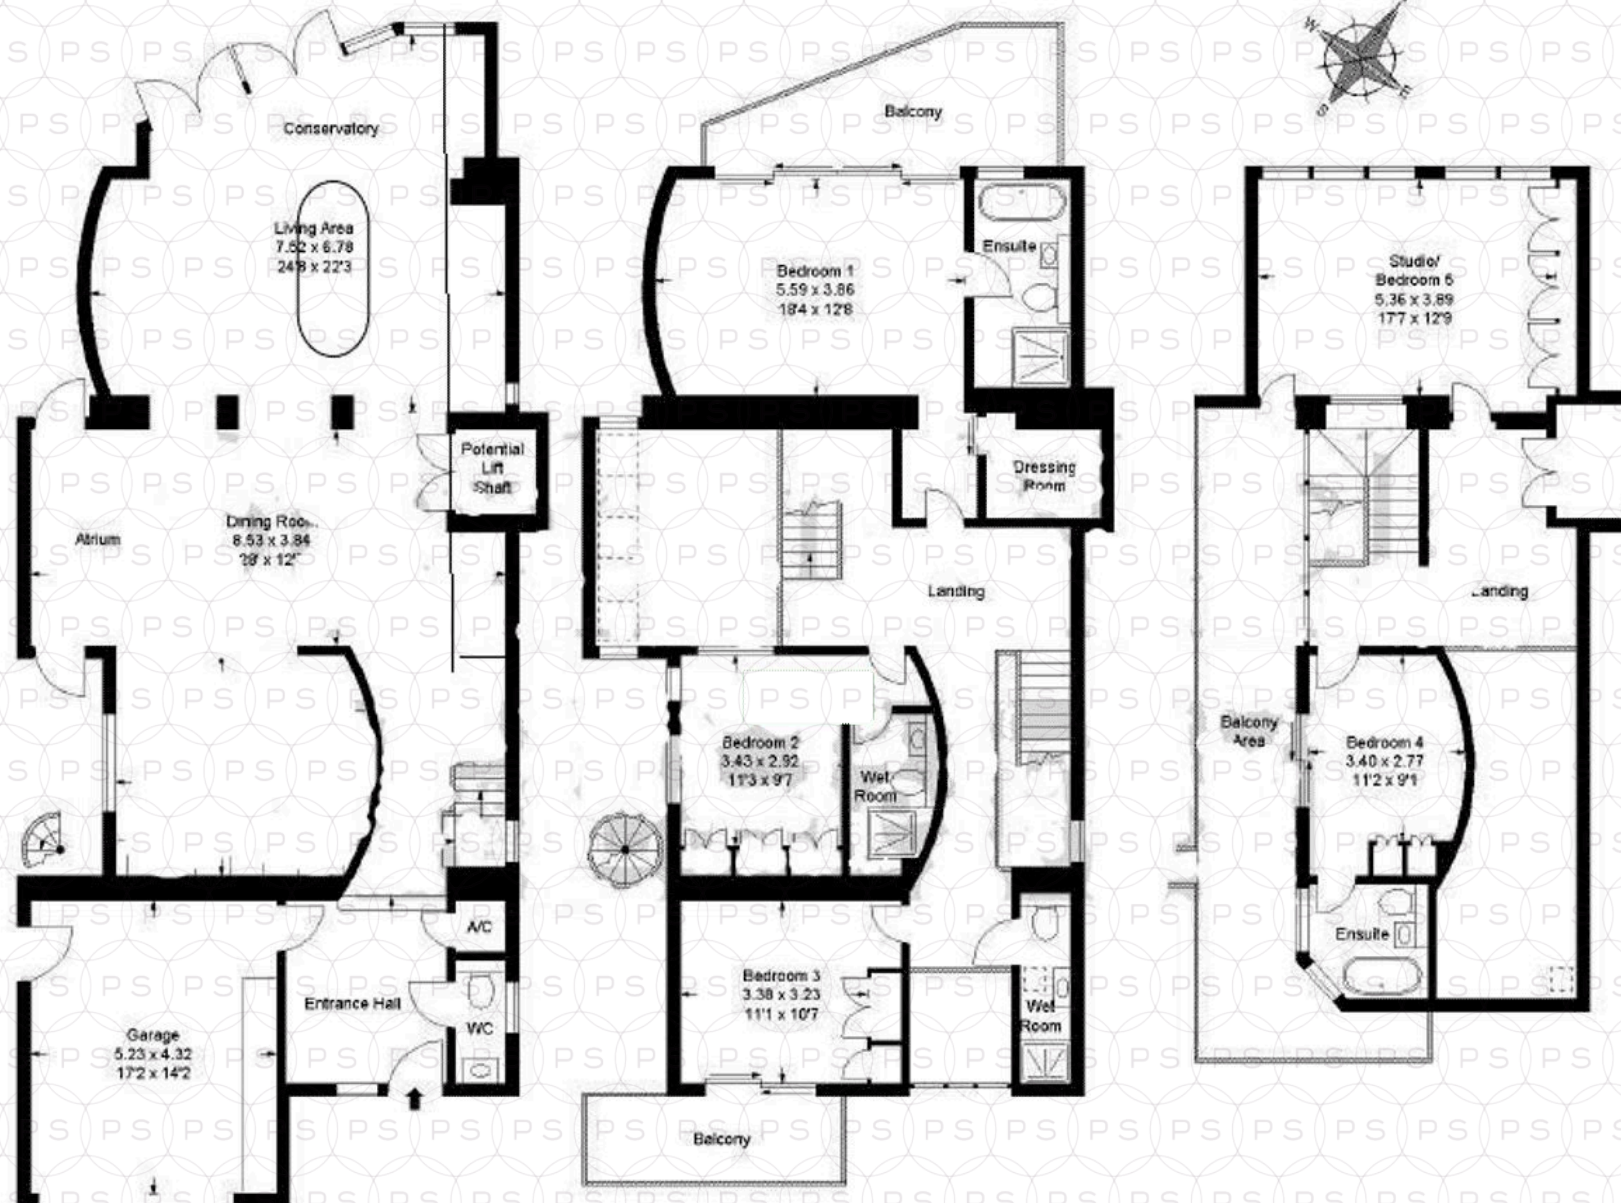 Conservatory
Living Area
7.52 x 6.78
24'8 x 22'3
Potential
Lift
Shaft
Atrium
Dining
8.53 x 3.84
28' x 12'
A/C
Entrance Hall
WC
Garage
5.23 x 4.32
17'2 x 14'2
Balcony
Bedroom 1
5.59 x 3.86
18'4 x 12'8
Ensuite
Dressing
Room
Landing
Bedroom 2
3.43 x 2.92
11'3 x 9'7
Wet
Room
Bedroom 3
3.38 x 3.23
11'1 x 10'7
Wet
Room
Balcony
W
E
S
Studio/
Bedroom 5
5.36 x 3.89
17'7 x 12'9
Landing
Balcony
Area
Bedroom 4
3.40 x 2.77
11'2 x 9'1
Ensuite
PS